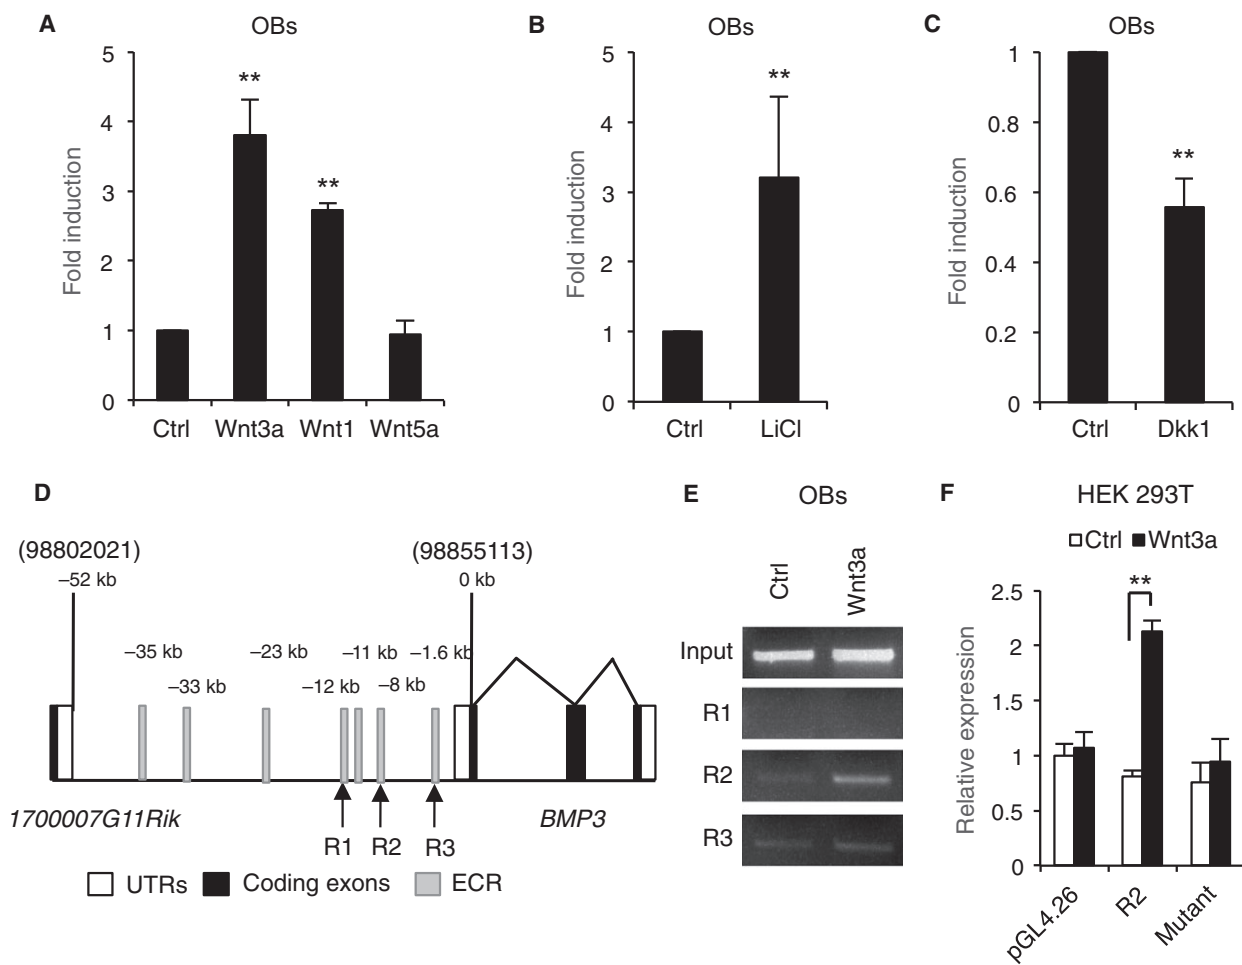 A
OBs
Fold induction
5
4
3
2
1
0
**
**
Ctrl
Wnt3a
Wnt1
Wnt5a
B
OBs
Fold induction
5
4
3
2
1
0
**
Ctrl
LiCl
C
OBs
Fold induction
1
0.8
0.6
0.4
0.2
0
**
Ctrl
Dkk1
D
(98802021)
(98855113)
–52 kb
0 kb
–35 kb
–23 kb
–11 kb
–1.6 kb
–33 kb
–12 kb
–8 kb
1700007G11Rik
BMP3
R1
R2
R3
UTRs
Coding exons
ECR
E
OBs
Ctrl
Wnt3a
Input
R1
R2
R3
F
HEK 293T
Ctrl
Wnt3a
Relative expression
2.5
2
1.5
1
0.5
0
**
pGL4.26
R2
Mutant